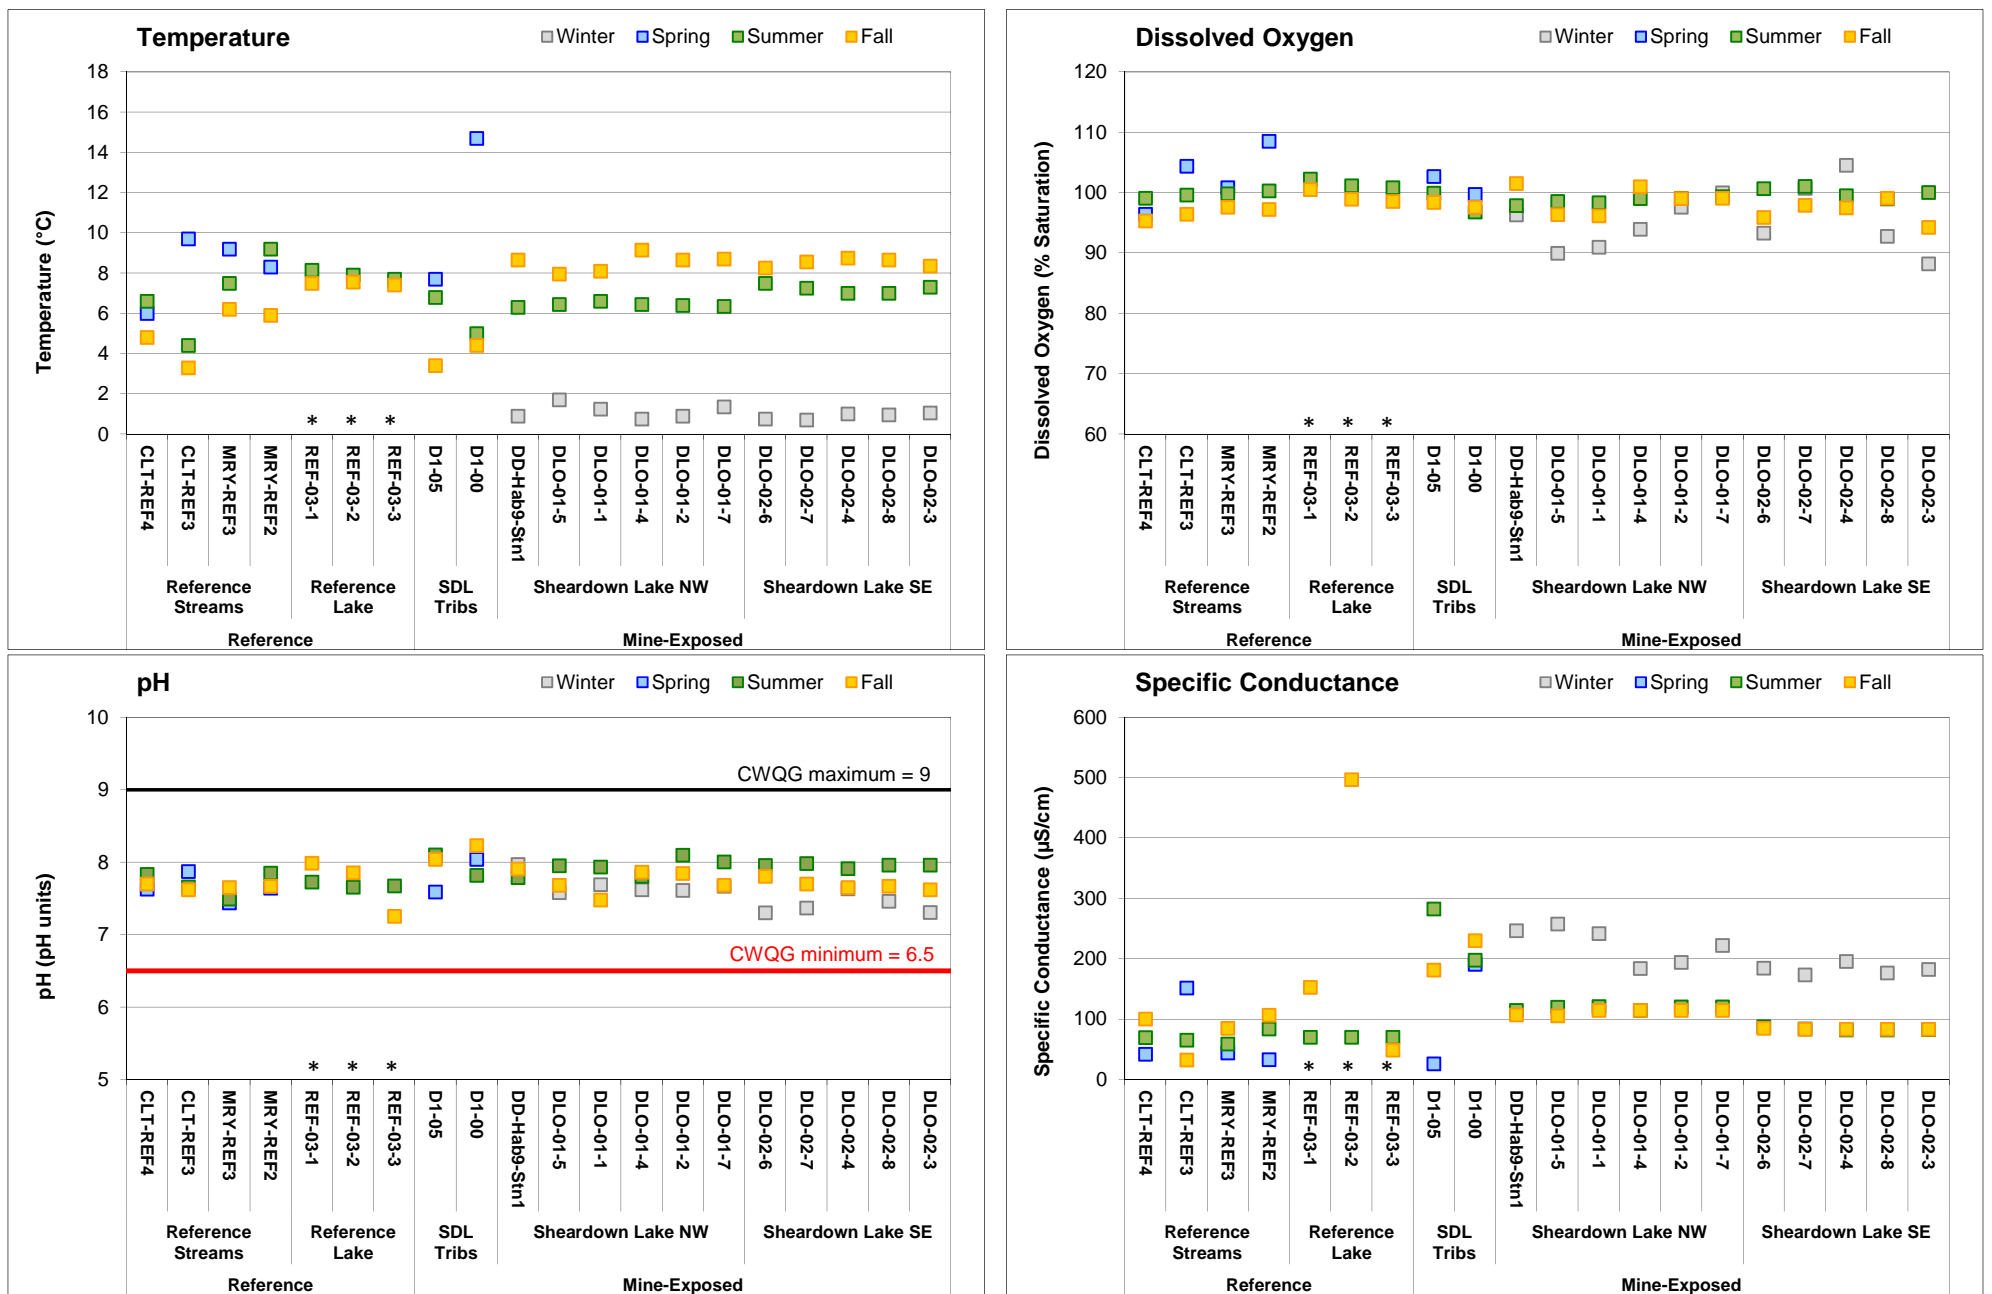 Temperature
Winter Spring Summer Fall
18
16
14
12
10
8
6
4
2
0
Temperature (°C)
* * *
CLT-REF4 CLT-REF3 MRY-REF3 MRY-REF2 REF-03-1 REF-03-2 REF-03-3 D1-05 D1-00 DD-Hab9-Stn1 DLO-01-5 DLO-01-1 DLO-01-4 DLO-01-2 DLO-01-7 DLO-02-6 DLO-02-7 DLO-02-4 DLO-02-8 DLO-02-3
Reference Streams Reference Lake SDL Tribs Sheardown Lake NW Sheardown Lake SE
Reference Mine-Exposed
Dissolved Oxygen
Winter Spring Summer Fall
120
110
100
90
80
70
60
Dissolved Oxygen (% Saturation)
* * *
CLT-REF4 CLT-REF3 MRY-REF3 MRY-REF2 REF-03-1 REF-03-2 REF-03-3 D1-05 D1-00 DD-Hab9-Stn1 DLO-01-5 DLO-01-1 DLO-01-4 DLO-01-2 DLO-01-7 DLO-02-6 DLO-02-7 DLO-02-4 DLO-02-8 DLO-02-3
Reference Streams Reference Lake SDL Tribs Sheardown Lake NW Sheardown Lake SE
Reference Mine-Exposed
pH
Winter Spring Summer Fall
10
9
8
7
6
5
pH (pH units)
CWQG maximum = 9
CWQG minimum = 6.5
* * *
CLT-REF4 CLT-REF3 MRY-REF3 MRY-REF2 REF-03-1 REF-03-2 REF-03-3 D1-05 D1-00 DD-Hab9-Stn1 DLO-01-5 DLO-01-1 DLO-01-4 DLO-01-2 DLO-01-7 DLO-02-6 DLO-02-7 DLO-02-4 DLO-02-8 DLO-02-3
Reference Streams Reference Lake SDL Tribs Sheardown Lake NW Sheardown Lake SE
Reference Mine-Exposed
Specific Conductance
Winter Spring Summer Fall
600
500
400
300
200
100
0
Specific Conductance (µS/cm)
* * *
CLT-REF4 CLT-REF3 MRY-REF3 MRY-REF2 REF-03-1 REF-03-2 REF-03-3 D1-05 D1-00 DD-Hab9-Stn1 DLO-01-5 DLO-01-1 DLO-01-4 DLO-01-2 DLO-01-7 DLO-02-6 DLO-02-7 DLO-02-4 DLO-02-8 DLO-02-3
Reference Streams Reference Lake SDL Tribs Sheardown Lake NW Sheardown Lake SE
Reference Mine-Exposed